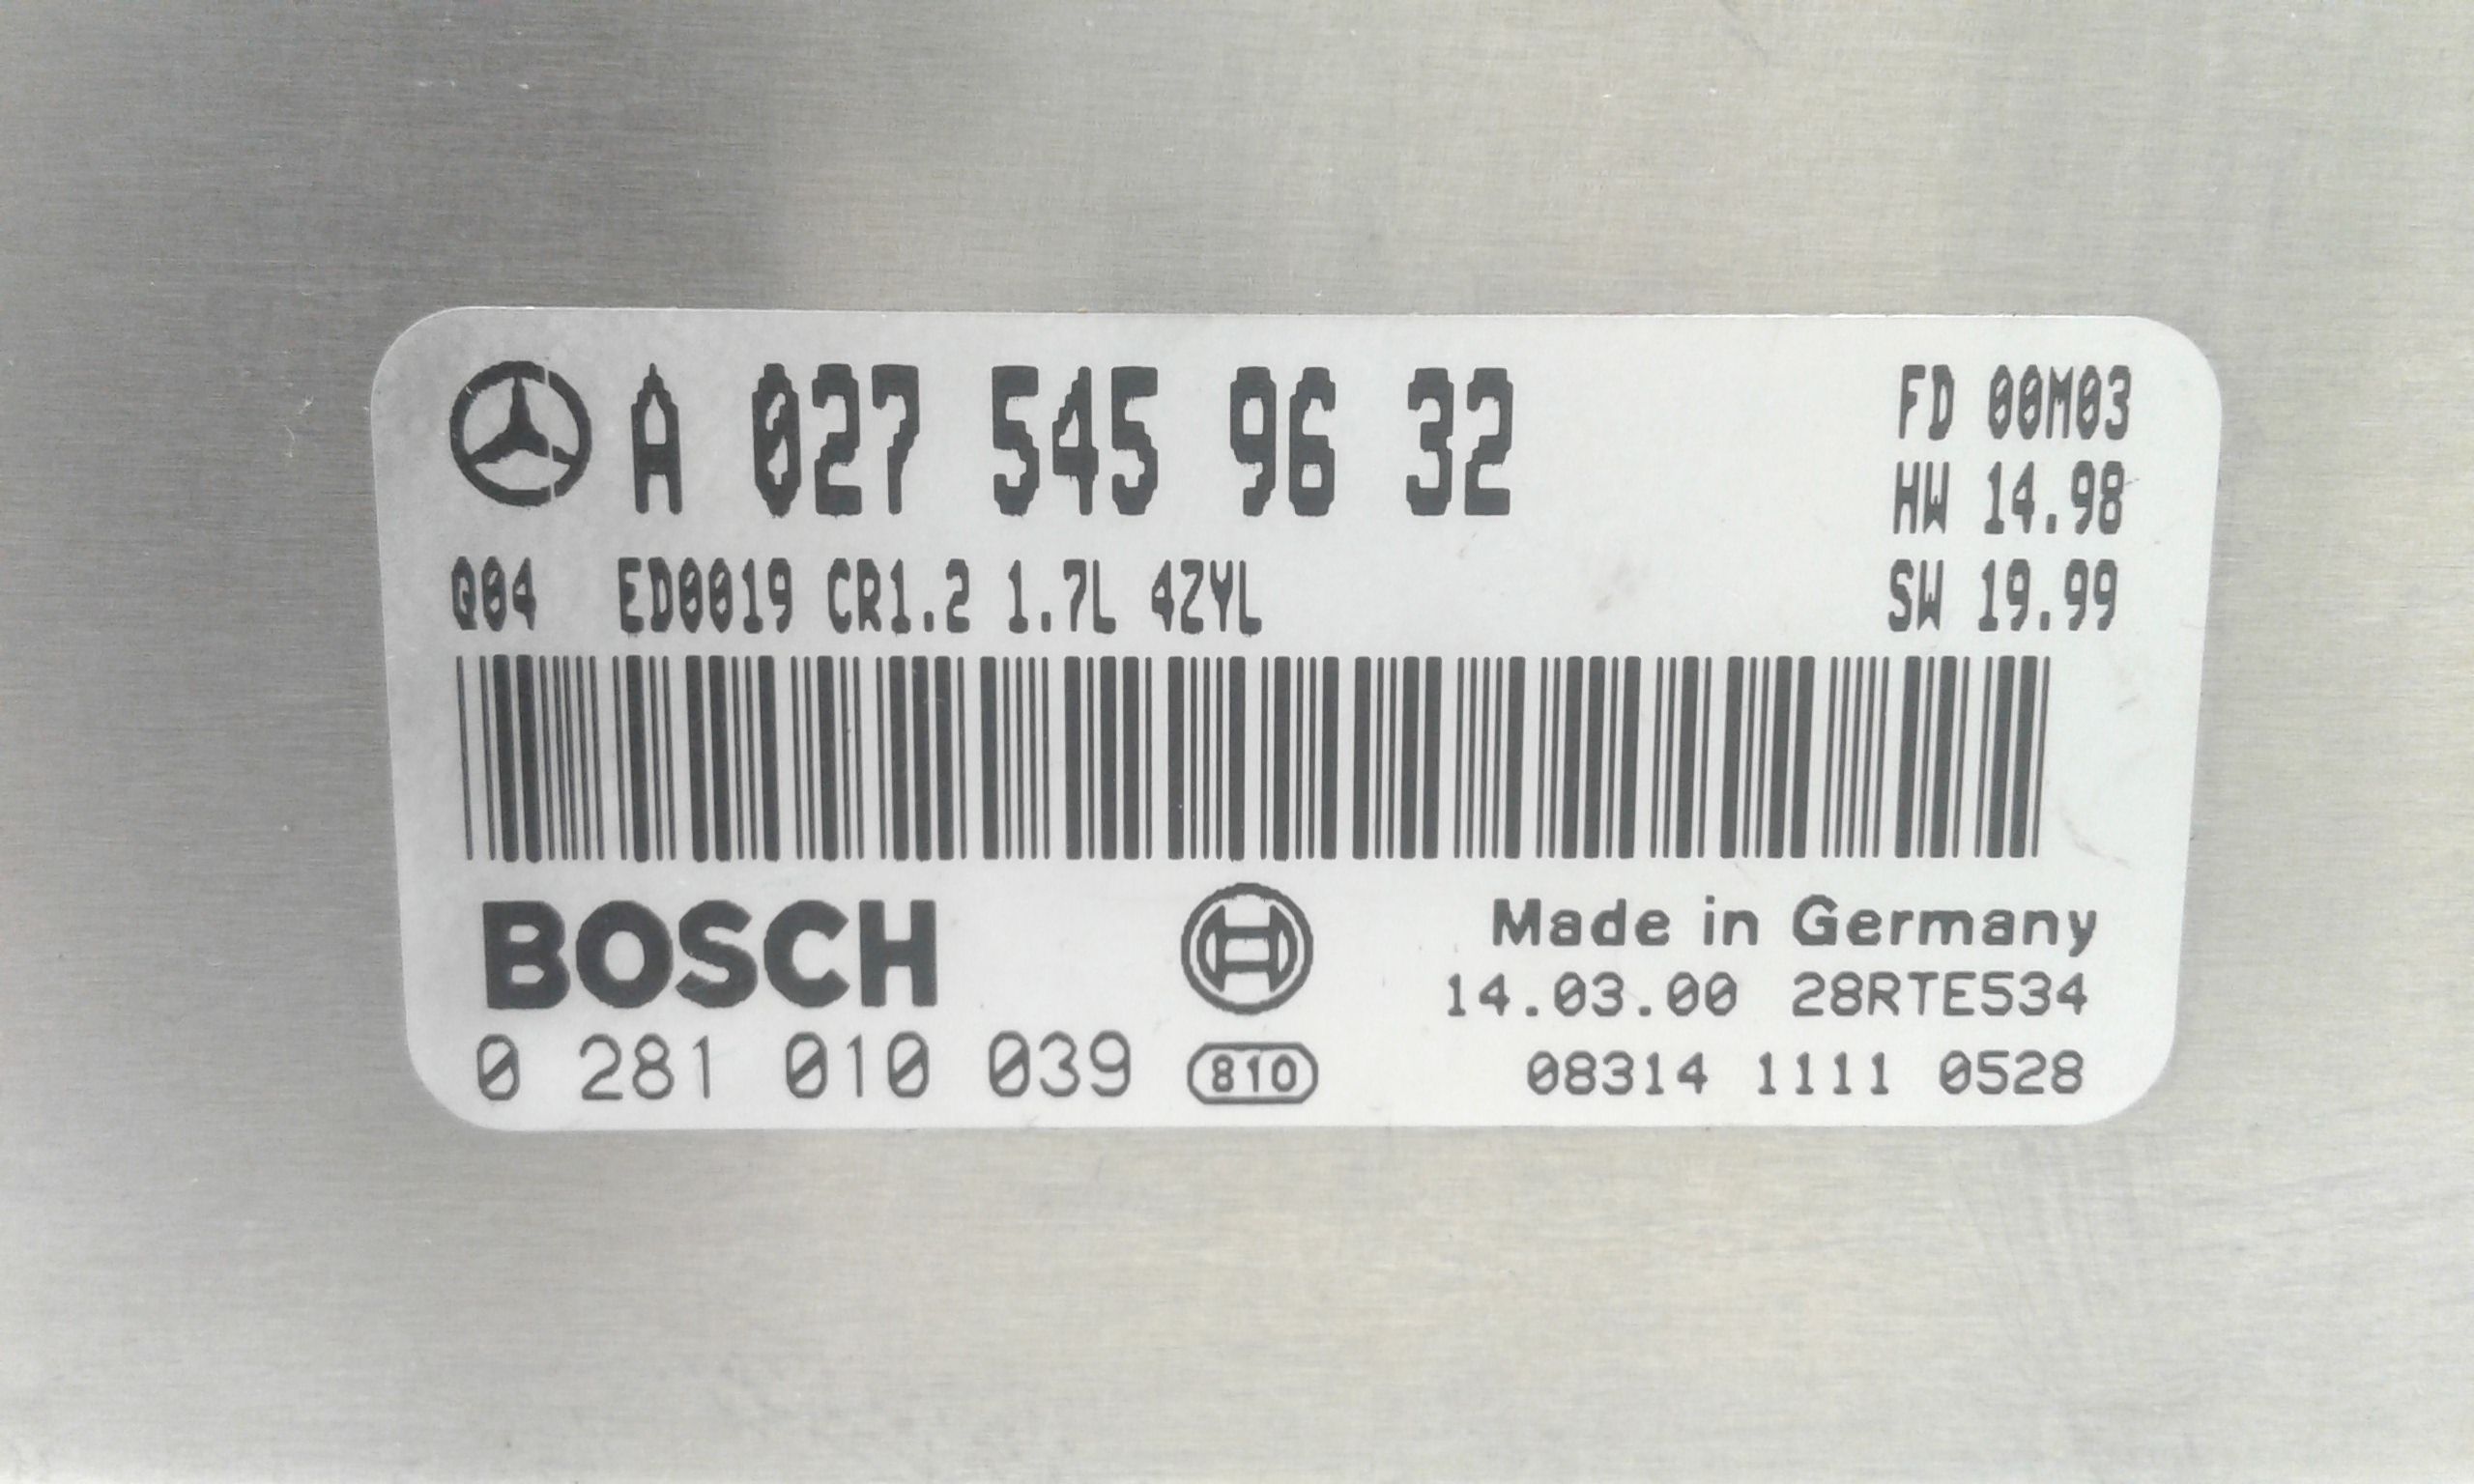 A 027 545 96 32
FD 00M03
HW 14.98
SW 19.99
Q04 ED0019 CR1.2 1.7L 4ZYL
BOSCH
Made in Germany
14.03.00 28RTE534
0 281 010 039
810
08314 1111 0528